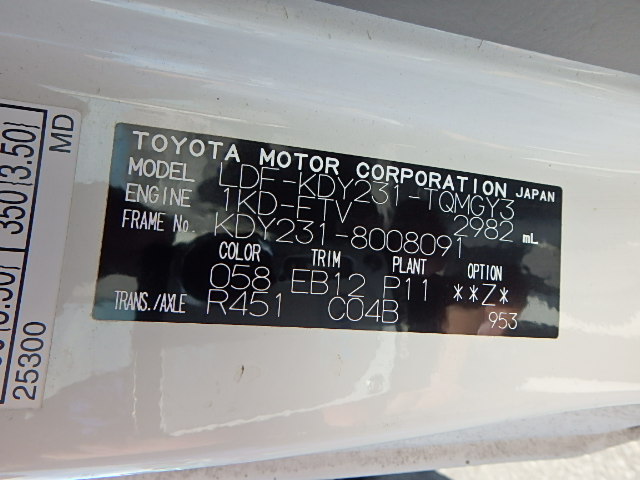 TOYOTA MOTOR CORPORATION JAPAN
MODEL LDF-KDY231-TQMGY3
ENGINE 1KD-FTV 2982 mL
FRAME No. KDY231-8008091
COLOR TRIM PLANT OPTION
058 EB12 P11 **Z*
TRANS./AXLE R451 C04B 953
350 (3.50)
MD
25300